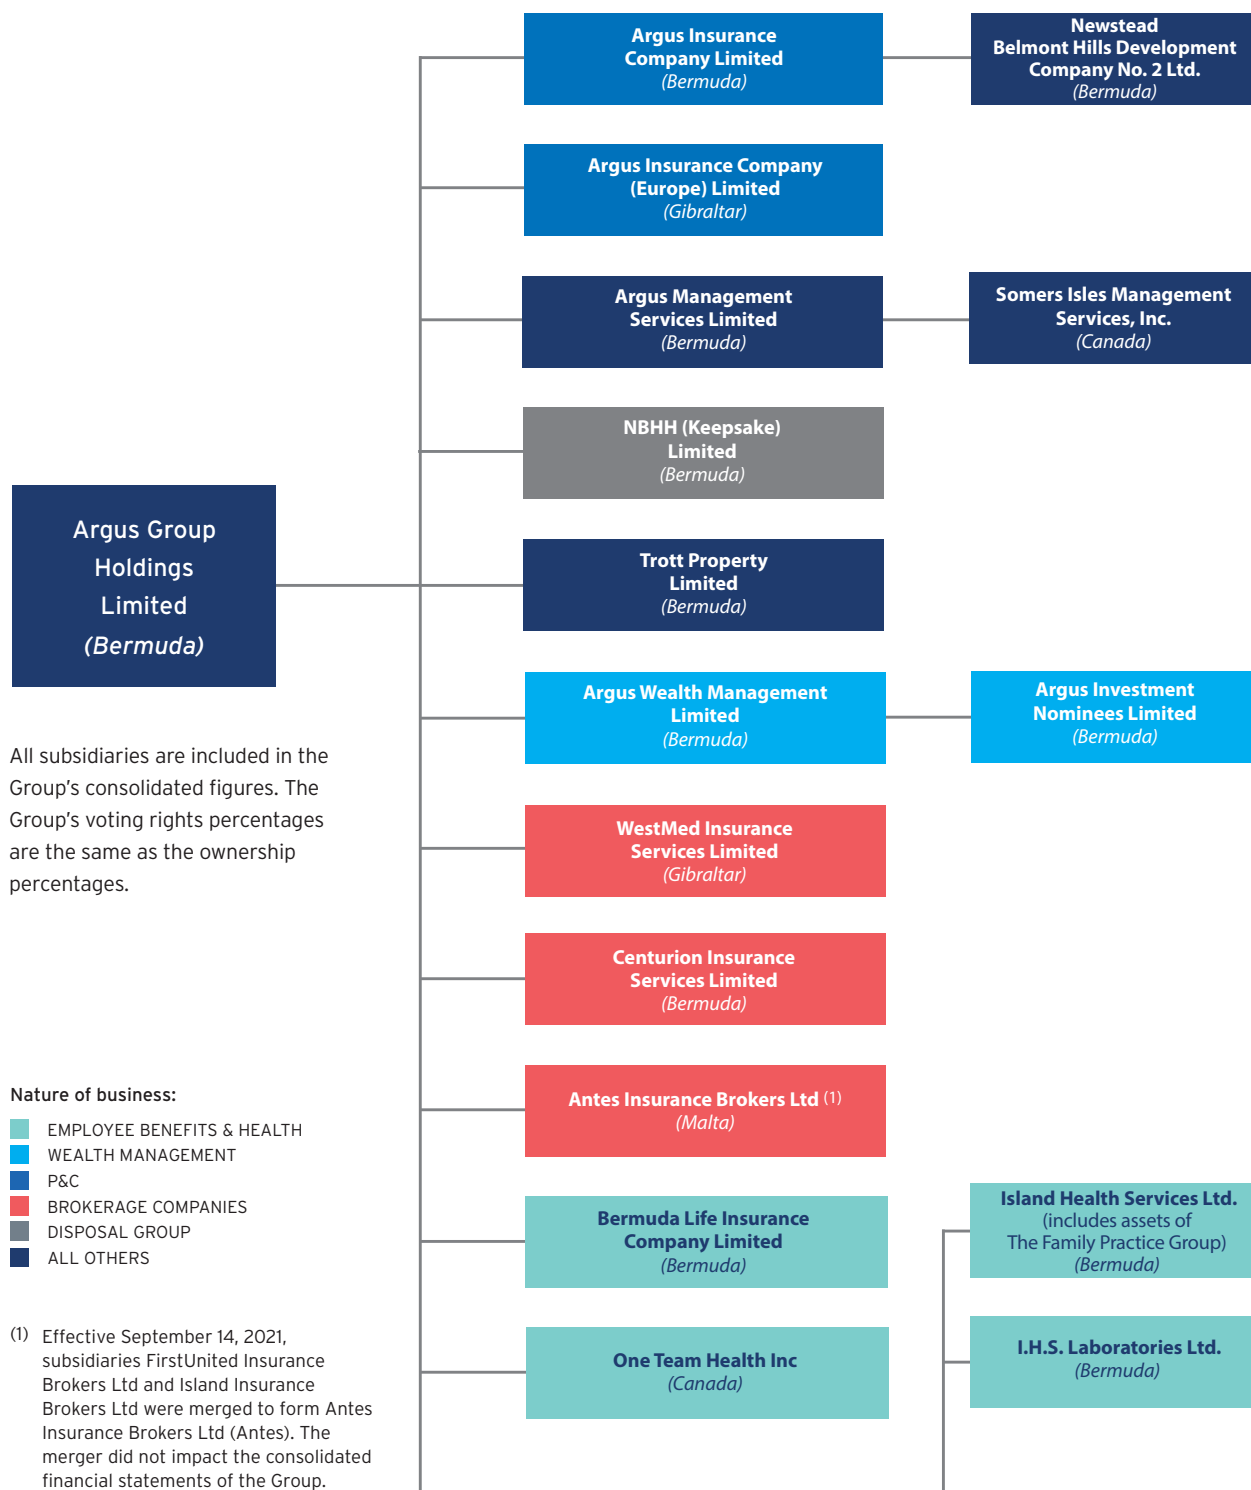 Argus Group
Holdings
Limited
(Bermuda)
All subsidiaries are included in the
Group's consolidated figures. The
Group's voting rights percentages
are the same as the ownership
percentages.
Nature of business:
EMPLOYEE BENEFITS & HEALTH
WEALTH MANAGEMENT
P&C
BROKERAGE COMPANIES
DISPOSAL GROUP
ALL OTHERS
(1) Effective September 14, 2021,
subsidiaries FirstUnited Insurance
Brokers Ltd and Island Insurance
Brokers Ltd were merged to form Antes
Insurance Brokers Ltd (Antes). The
merger did not impact the consolidated
financial statements of the Group.
Argus Insurance
Company Limited
(Bermuda)
Newstead
Belmont Hills Development
Company No. 2 Ltd.
(Bermuda)
Argus Insurance Company
(Europe) Limited
(Gibraltar)
Argus Management
Services Limited
(Bermuda)
Somers Isles Management
Services, Inc.
(Canada)
NBHH (Keepsake)
Limited
(Bermuda)
Trott Property
Limited
(Bermuda)
Argus Wealth Management
Limited
(Bermuda)
Argus Investment
Nominees Limited
(Bermuda)
WestMed Insurance
Services Limited
(Gibraltar)
Centurion Insurance
Services Limited
(Bermuda)
Antes Insurance Brokers Ltd (1)
(Malta)
Bermuda Life Insurance
Company Limited
(Bermuda)
Island Health Services Ltd.
(includes assets of
The Family Practice Group)
(Bermuda)
One Team Health Inc
(Canada)
I.H.S. Laboratories Ltd.
(Bermuda)